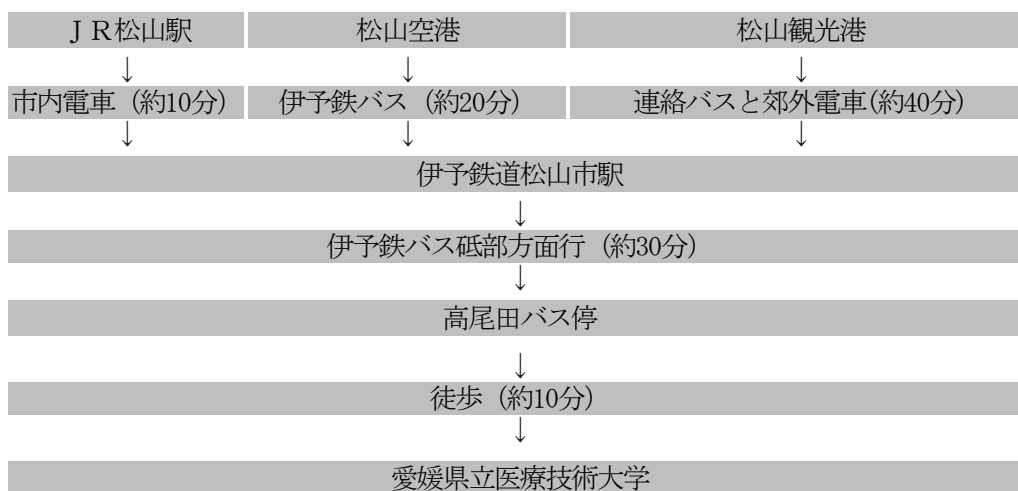 ＪＲ松山駅 松山空港 松山観光港
↓ ↓ ↓
市内電車（約10分） 伊予鉄バス（約20分） 連絡バスと郊外電車(約40分)
↓ ↓ ↓
伊予鉄道松山市駅
↓
伊予鉄バス砥部方面行（約30分）
↓
高尾田バス停
↓
徒歩（約10分）
↓
愛媛県立医療技術大学